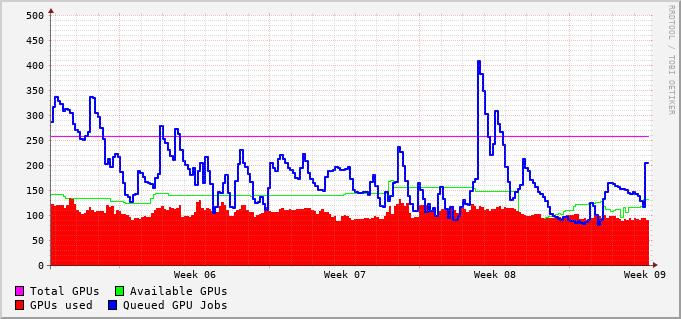 500
450
400
350
300
250
200
150
100
50
0
Week 06 Week 07 Week 08 Week 09
Total GPUs Available GPUs
GPUs used Queued GPU Jobs
RRDTOOL / TOBI OETIKER